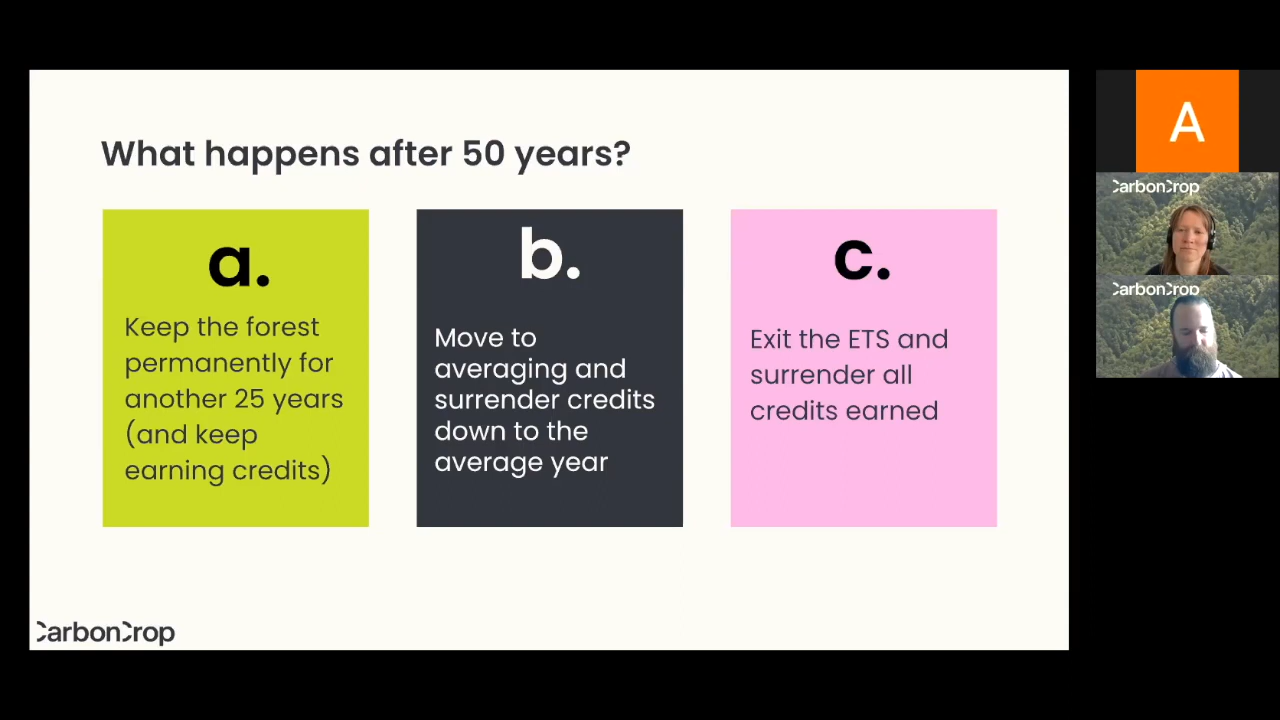 What happens after 50 years?
a.
Keep the forest
permanently for
another 25 years
(and keep
earning credits)
b.
Move to
averaging and
surrender credits
down to the
average year
c.
Exit the ETS and
surrender all
credits earned
CarbonCrop
A
CarbonCrop
CarbonCrop